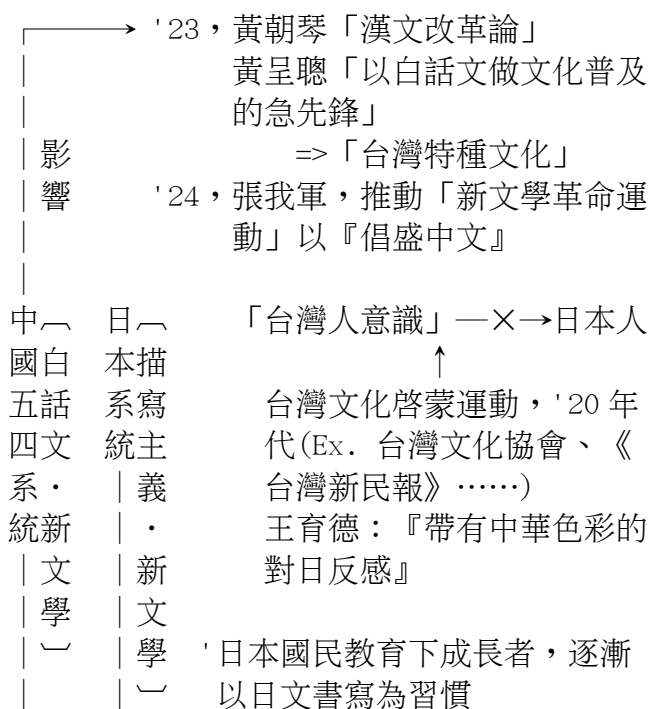 '23，黃朝琴「漢文改革論」
黃呈聰「以白話文做文化普及
的急先鋒」
=>「台灣特種文化」
影響
'24，張我軍，推動「新文學革命運
動」以『倡盛中文』
中國五四系統
︹白話文・新文學︺
日本系統
︹描寫主義・新文學︺
「台灣人意識」—×→日本人
↑
台灣文化啓蒙運動，'20 年
代(Ex. 台灣文化協會、《
台灣新民報》……)
王育德：『帶有中華色彩的
對日反感』
'日本國民教育下成長者，逐漸
以日文書寫為習慣